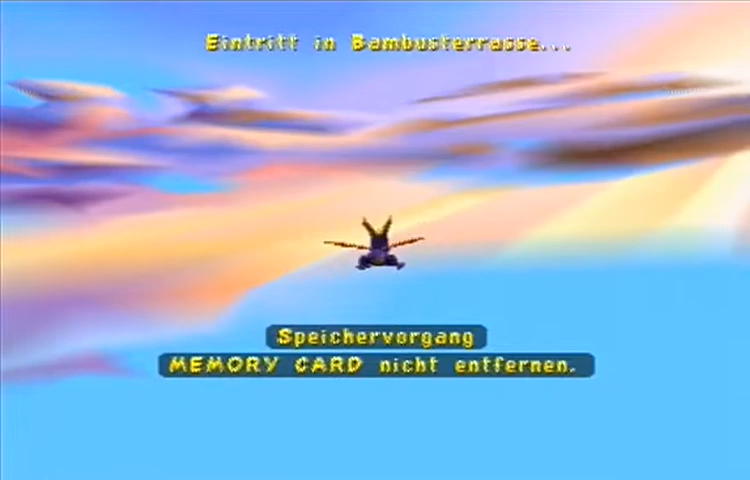 Eintritt in Bambusterrasse...
Speichervorgang
MEMORY CARD nicht entfernen.